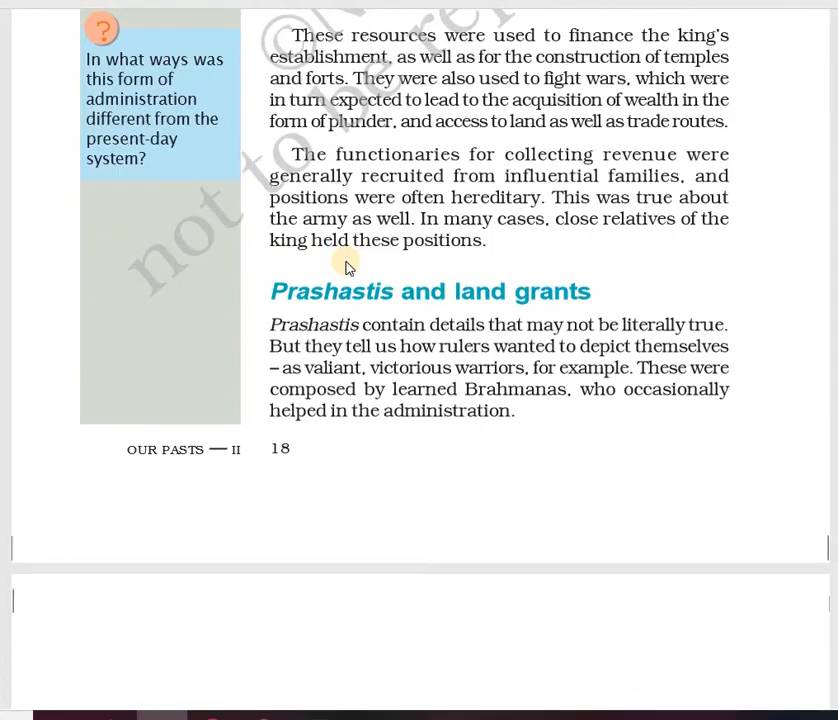 ?
In what ways was
this form of
administration
different from the
present-day
system?
These resources were used to finance the king's
establishment, as well as for the construction of temples
and forts. They were also used to fight wars, which were
in turn expected to lead to the acquisition of wealth in the
form of plunder, and access to land as well as trade routes.
The functionaries for collecting revenue were
generally recruited from influential families, and
positions were often hereditary. This was true about
the army as well. In many cases, close relatives of the
king held these positions.
Prashastis and land grants
Prashastis contain details that may not be literally true.
But they tell us how rulers wanted to depict themselves
– as valiant, victorious warriors, for example. These were
composed by learned Brahmanas, who occasionally
helped in the administration.
OUR PASTS — II 18
not to be